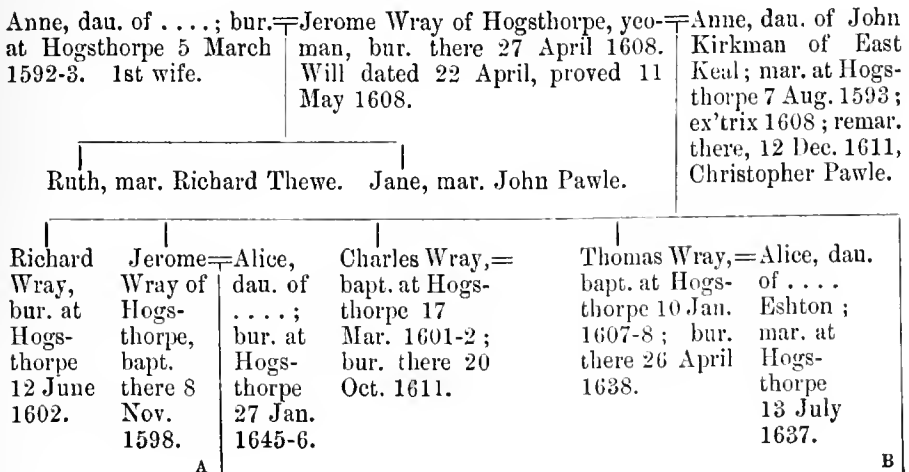 Anne, dau. of . . . .; bur.
at Hogsthorpe 5 March
1592-3. 1st wife.
=Jerome Wray of Hogsthorpe, yeo-
man, bur. there 27 April 1608.
Will dated 22 April, proved 11
May 1608.
=Anne, dau. of John
Kirkman of East
Keal; mar. at Hogs-
thorpe 7 Aug. 1593;
ex'trix 1608; remar.
there, 12 Dec. 1611,
Christopher Pawle.
Ruth, mar. Richard Thewe.
Jane, mar. John Pawle.
Richard
Wray,
bur. at
Hogs-
thorpe
12 June
1602.
Jerome=
Wray of
Hogs-
thorpe,
bapt.
there 8
Nov.
1598.
Alice,
dau. of
. . . . ;
bur. at
Hogs-
thorpe
27 Jan.
1645-6.
A
Charles Wray,=
bapt. at Hogs-
thorpe 17
Mar. 1601-2;
bur. there 20
Oct. 1611.
Thomas Wray,=
bapt. at Hogs-
thorpe 10 Jan.
1607-8; bur.
there 26 April
1638.
Alice, dau.
of . . . .
Eshton;
mar. at
Hogs-
thorpe
13 July
1637.
B